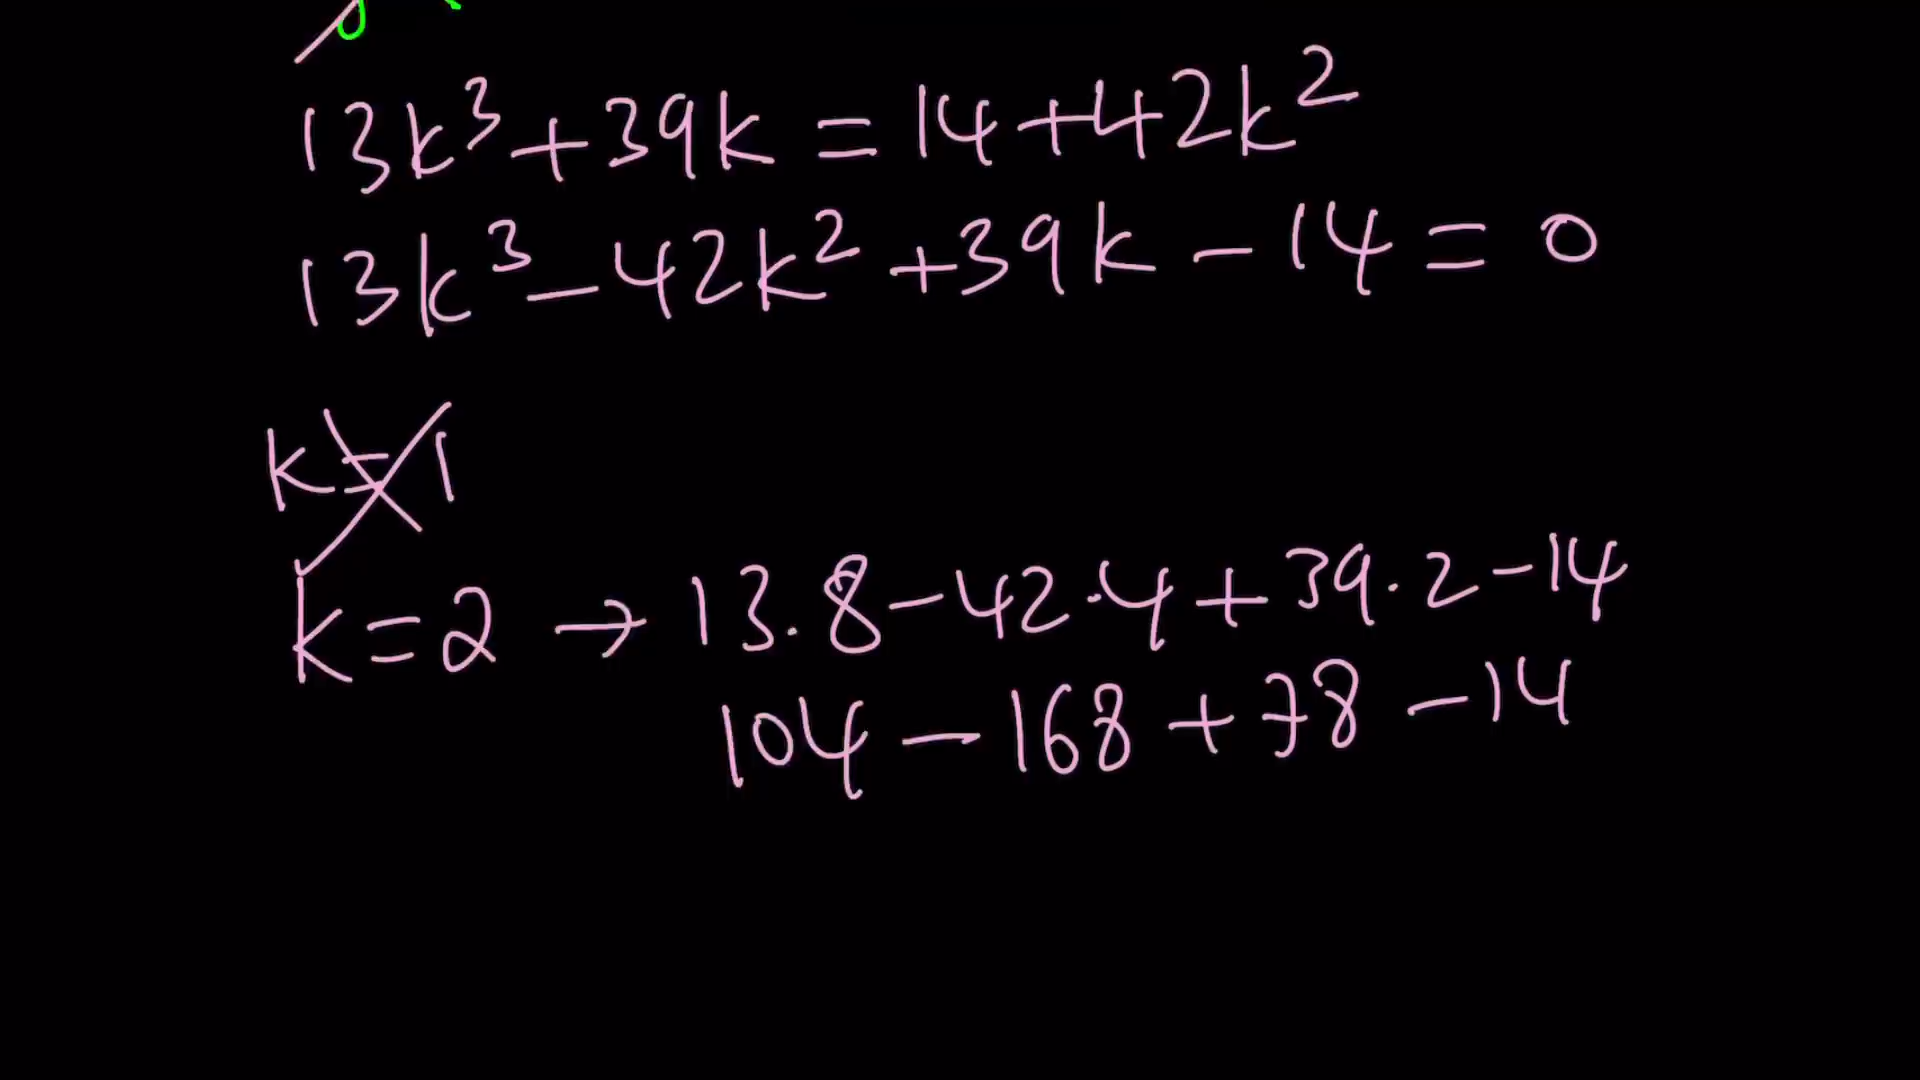 13k³+39k = 14+42k²
13k³-42k²+39k-14=0
k=1
k=2 → 13.8-42.4+39.2-14
104-168+78-14